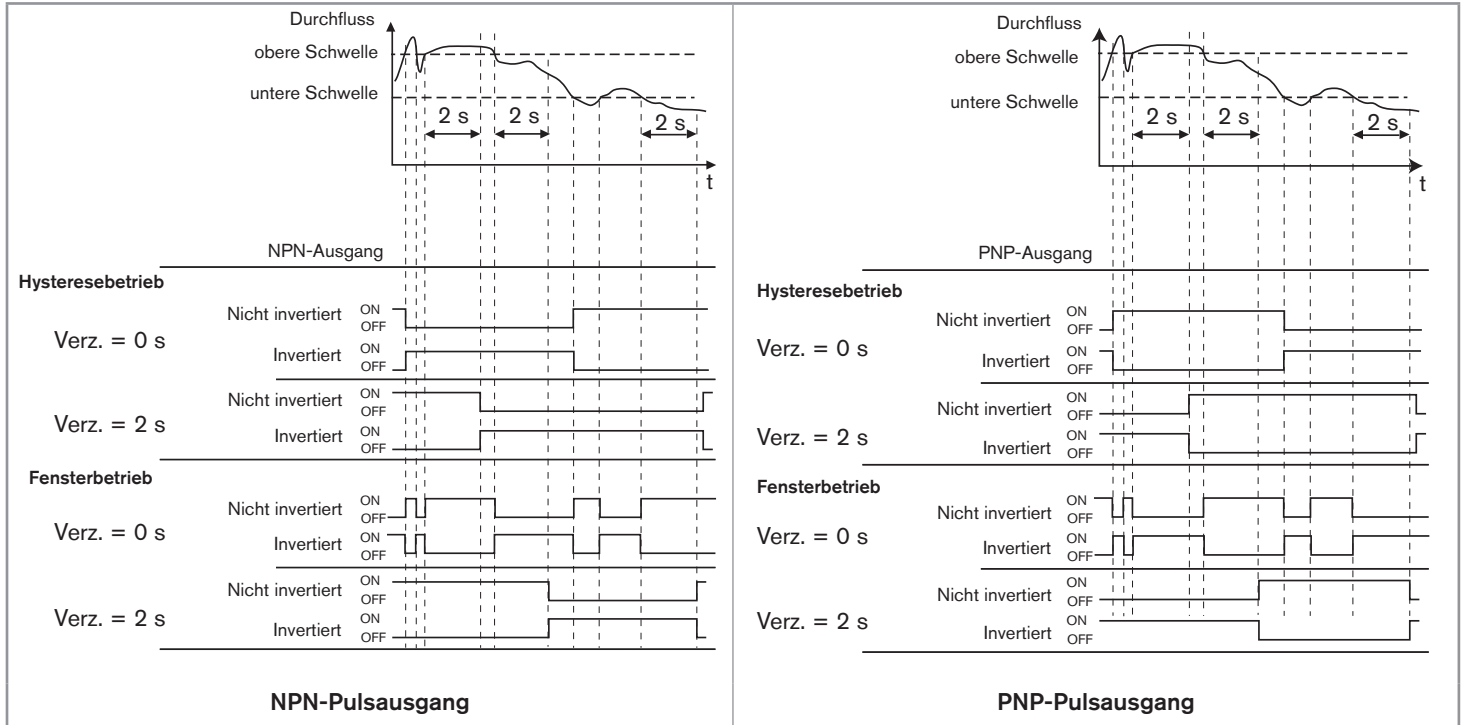 Durchfluss
obere Schwelle
untere Schwelle
2 s
2 s
2 s
t
NPN-Ausgang
Hysteresebetrieb
Verz. = 0 s
Nicht invertiert
ON
OFF
Invertiert
ON
OFF
Verz. = 2 s
Nicht invertiert
ON
OFF
Invertiert
ON
OFF
Fensterbetrieb
Verz. = 0 s
Nicht invertiert
ON
OFF
Invertiert
ON
OFF
Verz. = 2 s
Nicht invertiert
ON
OFF
Invertiert
ON
OFF
NPN-Pulsausgang
Durchfluss
obere Schwelle
untere Schwelle
2 s
2 s
2 s
t
PNP-Ausgang
Hysteresebetrieb
Verz. = 0 s
Nicht invertiert
ON
OFF
Invertiert
ON
OFF
Verz. = 2 s
Nicht invertiert
ON
OFF
Invertiert
ON
OFF
Fensterbetrieb
Verz. = 0 s
Nicht invertiert
ON
OFF
Invertiert
ON
OFF
Verz. = 2 s
Nicht invertiert
ON
OFF
Invertiert
ON
OFF
PNP-Pulsausgang